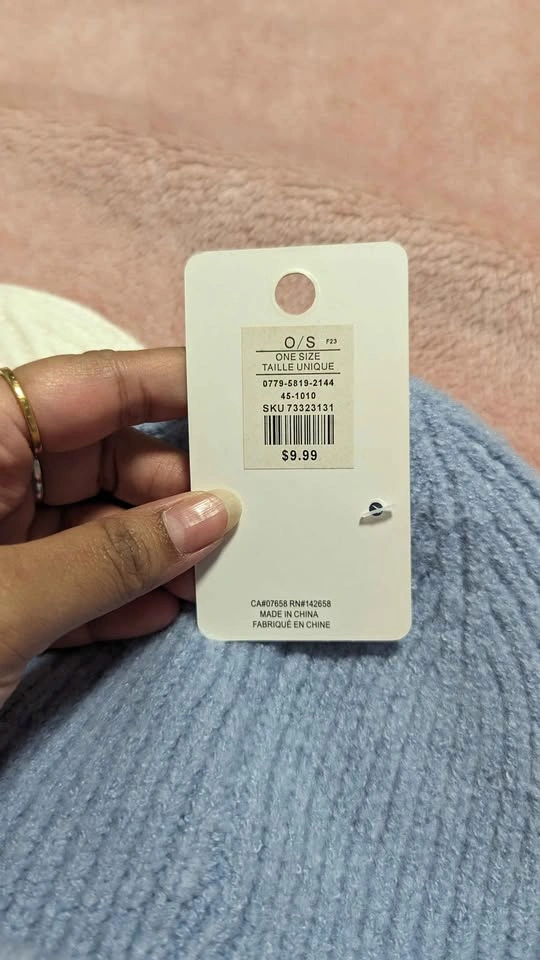 O/S F23
ONE SIZE
TAILLE UNIQUE
0779-5819-2144
45-1010
SKU 73323131
$9.99
CA#07658 RN#142658
MADE IN CHINA
FABRIQUÉ EN CHINE